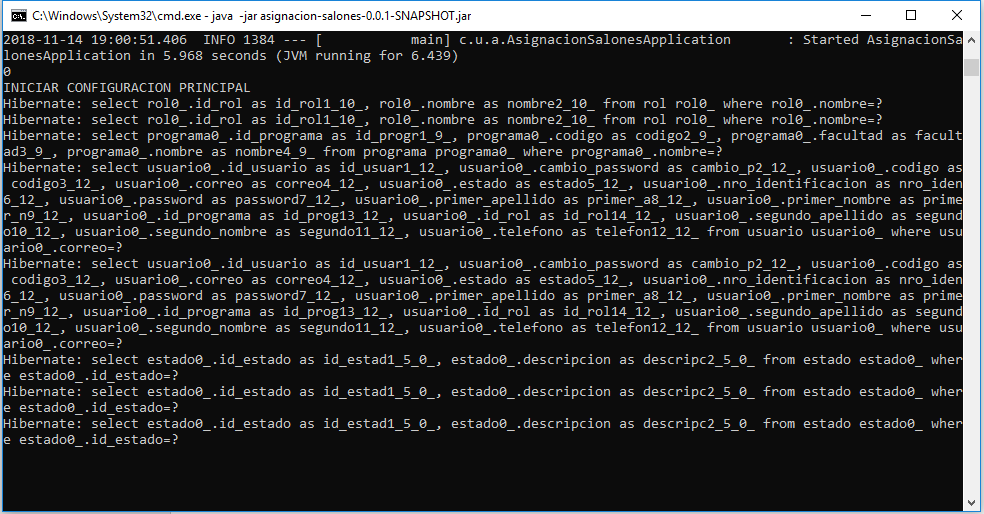 C:\Windows\System32\cmd.exe - java  -jar asignacion-salones-0.0.1-SNAPSHOT.jar
2018-11-14 19:00:51.406  INFO 1384 --- [           main] c.u.a.AsignacionSalonesApplication       : Started AsignacionSa
lonesApplication in 5.968 seconds (JVM running for 6.439)
0
INICIAR CONFIGURACION PRINCIPAL
Hibernate: select rol0_.id_rol as id_rol1_10_, rol0_.nombre as nombre2_10_ from rol rol0_ where rol0_.nombre=?
Hibernate: select rol0_.id_rol as id_rol1_10_, rol0_.nombre as nombre2_10_ from rol rol0_ where rol0_.nombre=?
Hibernate: select programa0_.id_programa as id_progr1_9_, programa0_.codigo as codigo2_9_, programa0_.facultad as facult
ad3_9_, programa0_.nombre as nombre4_9_ from programa programa0_ where programa0_.nombre=?
Hibernate: select usuario0_.id_usuario as id_usuar1_12_, usuario0_.cambio_password as cambio_p2_12_, usuario0_.codigo as
 codigo3_12_, usuario0_.correo as correo4_12_, usuario0_.estado as estado5_12_, usuario0_.nro_identificacion as nro_iden
6_12_, usuario0_.password as password7_12_, usuario0_.primer_apellido as primer_a8_12_, usuario0_.primer_nombre as prime
r_n9_12_, usuario0_.id_programa as id_prog13_12_, usuario0_.id_rol as id_rol14_12_, usuario0_.segundo_apellido as segund
o10_12_, usuario0_.segundo_nombre as segundo11_12_, usuario0_.telefono as telefon12_12_ from usuario usuario0_ where usu
ario0_.correo=?
Hibernate: select usuario0_.id_usuario as id_usuar1_12_, usuario0_.cambio_password as cambio_p2_12_, usuario0_.codigo as
 codigo3_12_, usuario0_.correo as correo4_12_, usuario0_.estado as estado5_12_, usuario0_.nro_identificacion as nro_iden
6_12_, usuario0_.password as password7_12_, usuario0_.primer_apellido as primer_a8_12_, usuario0_.primer_nombre as prime
r_n9_12_, usuario0_.id_programa as id_prog13_12_, usuario0_.id_rol as id_rol14_12_, usuario0_.segundo_apellido as segund
o10_12_, usuario0_.segundo_nombre as segundo11_12_, usuario0_.telefono as telefon12_12_ from usuario usuario0_ where usu
ario0_.correo=?
Hibernate: select estado0_.id_estado as id_estad1_5_0_, estado0_.descripcion as descripc2_5_0_ from estado estado0_ wher
e estado0_.id_estado=?
Hibernate: select estado0_.id_estado as id_estad1_5_0_, estado0_.descripcion as descripc2_5_0_ from estado estado0_ wher
e estado0_.id_estado=?
Hibernate: select estado0_.id_estado as id_estad1_5_0_, estado0_.descripcion as descripc2_5_0_ from estado estado0_ wher
e estado0_.id_estado=?